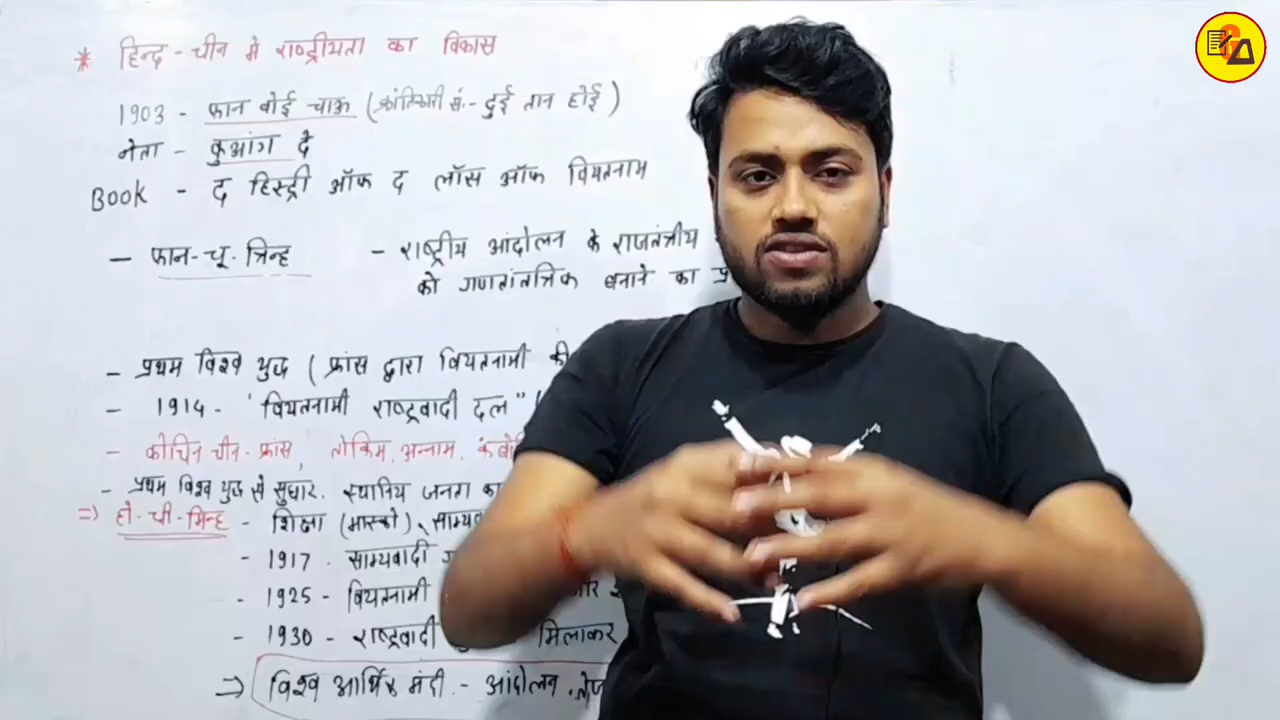 * हिन्द - चीन में राष्ट्रीयता का विकास
1903 - फान बोई चाऊ (क्रांतिकारी सं. - दुई तान होई)
नेता - कुआंग दे
Book - द हिस्ट्री ऑफ द लॉस ऑफ वियतनाम
- फान-चू-त्रिन्ह - राष्ट्रीय आंदोलन के राजतंत्रीय
को गणतांतत्रिक बनाने का
- प्रथम विश्व युद्ध ( फ्रांस द्वारा वियतनामी की
- 1914 - "वियतनामी राष्ट्रवादी दल"
- कोचिन चीन - फ्रांस, तोंकिम, अन्नाम,
- प्रथम विश्व युद्ध से सुधार. स्थानिय जनता का
=> हो-ची-मिन्ह - शिक्षा (मास्को),
- 1917 - साम्यवादी
- 1925 - वियतनामी
- 1930 - राष्ट्रवादी मिलाकर
=> विश्व आर्थिक मंदी - आंदोलन